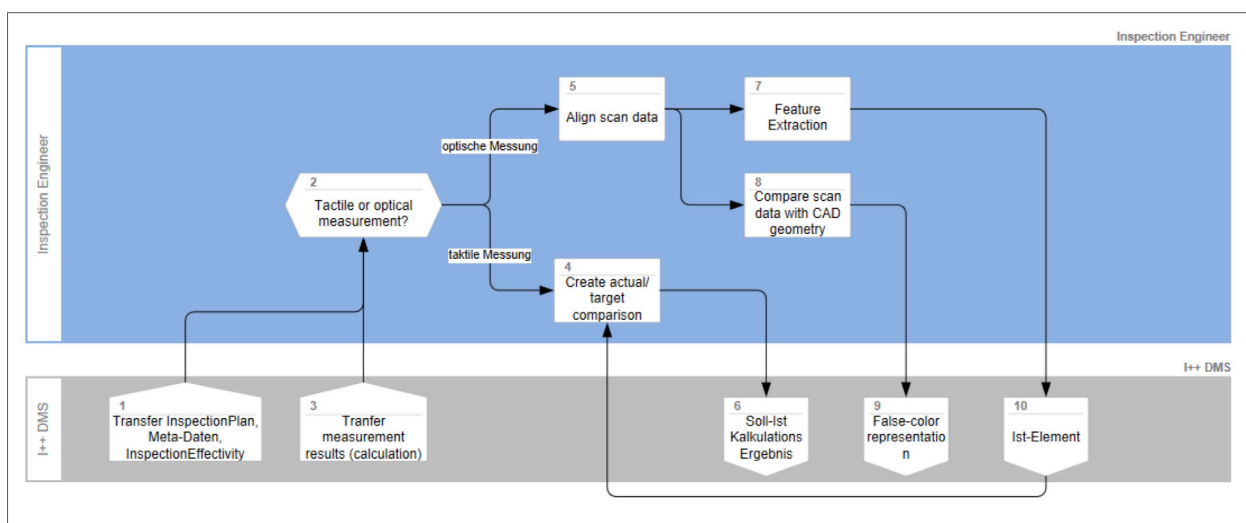 Inspection Engineer
Inspection Engineer
5
Align scan data
7
Feature
Extraction
optische Messung
2
Tactile or optical
measurement?
8
Compare scan
data with CAD
geometry
taktile Messung
4
Create actual/
target
comparison
I++ DMS
I++ DMS
1
Transfer InspectionPlan,
Meta-Daten,
InspectionEffectivity
3
Tranfer
measurement
results (calculation)
6
Soll-Ist
Kalkulations
Ergebnis
9
False-color
representatio
n
10
Ist-Element